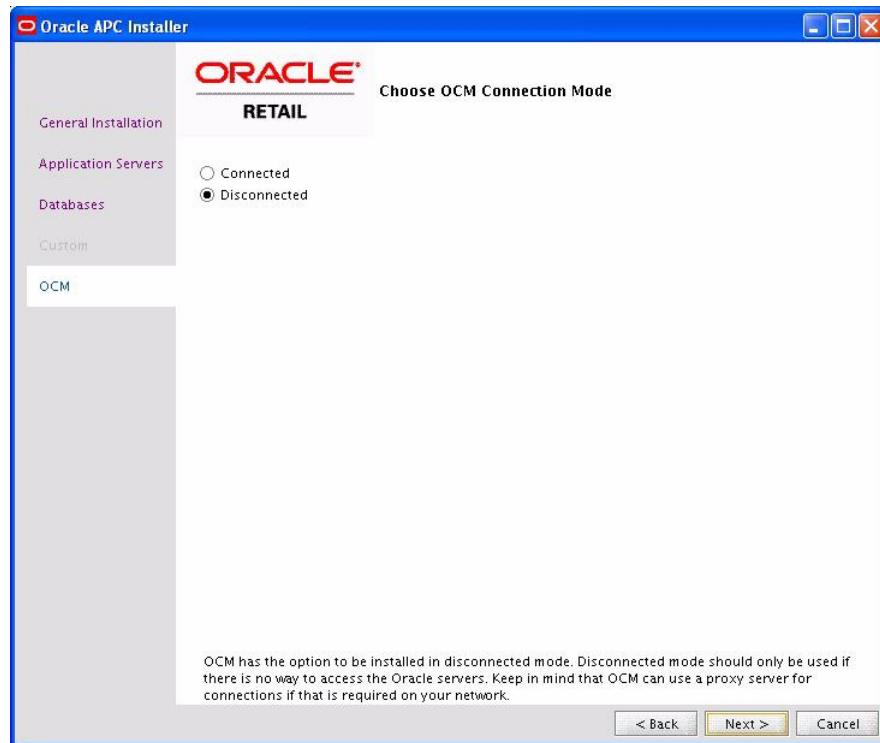 Oracle APC Installer
ORACLE
RETAIL
Choose OCM Connection Mode
General Installation
Application Servers
Databases
Custom
OCM
Connected
Disconnected
OCM has the option to be installed in disconnected mode. Disconnected mode should only be used if
there is no way to access the Oracle servers. Keep in mind that OCM can use a proxy server for
connections if that is required on your network.
< Back
Next >
Cancel